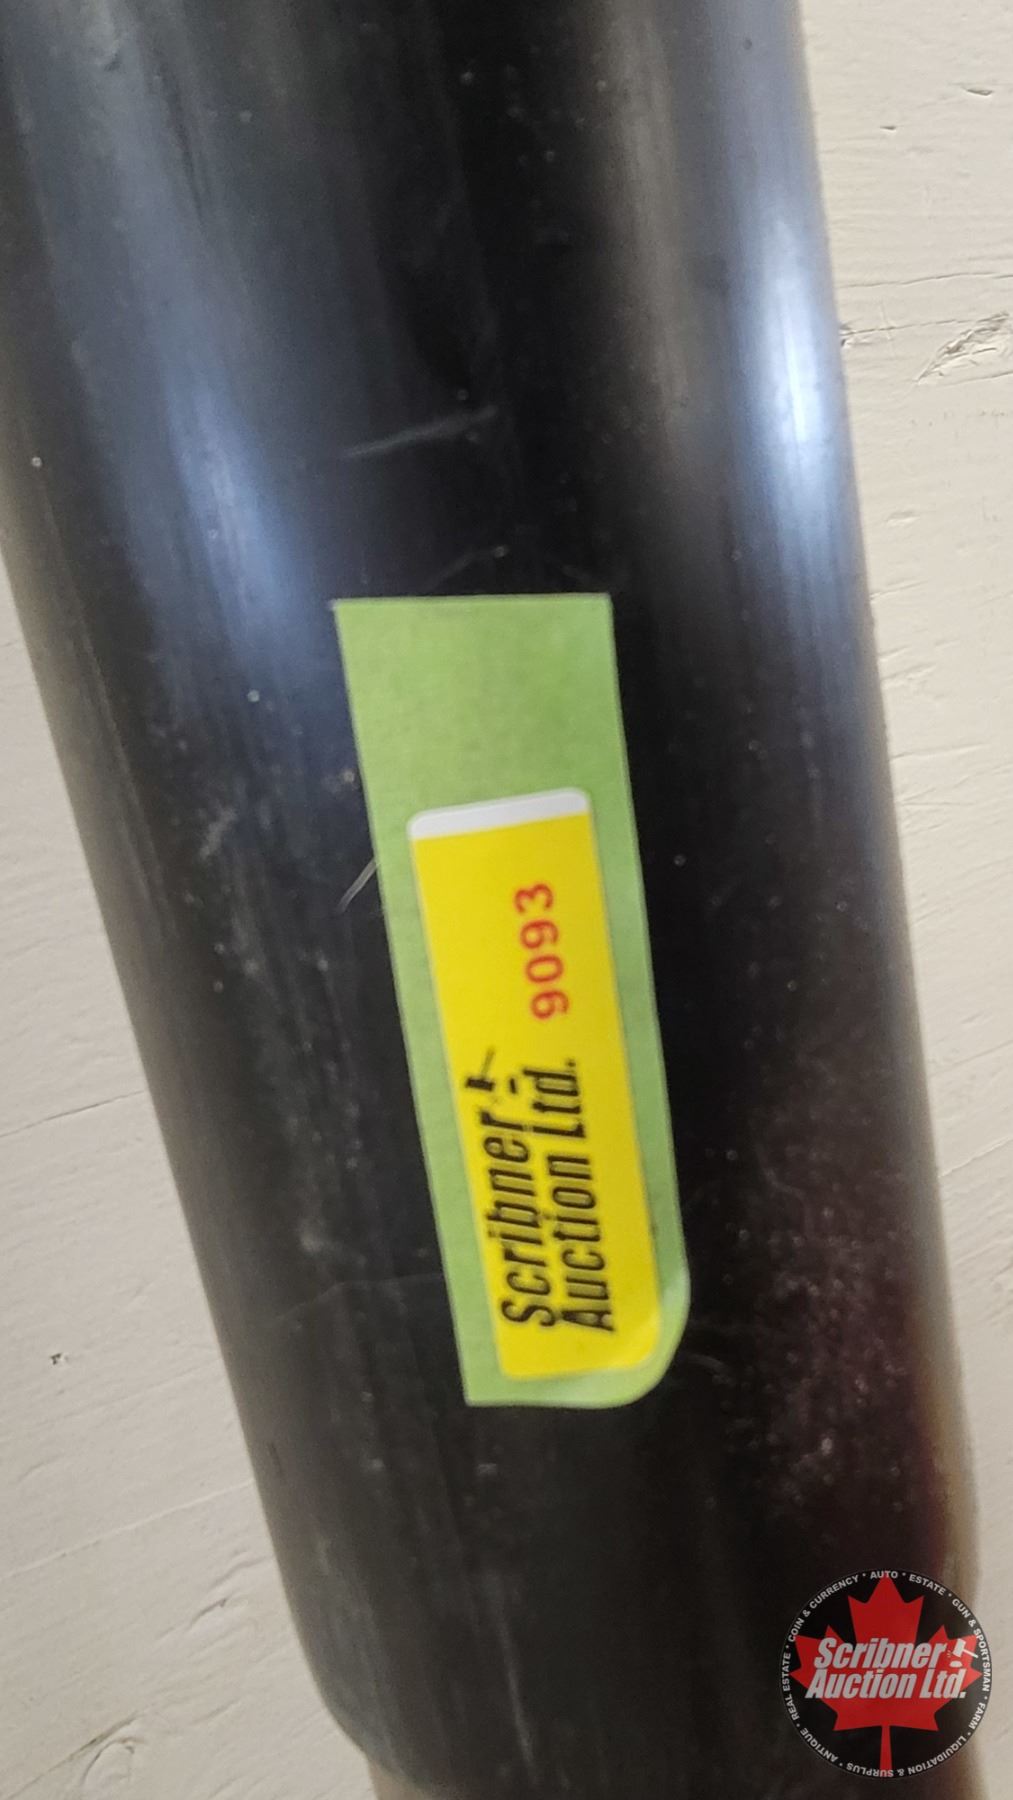 Scribner
Auction Ltd. 9093
COIN & CURRENCY • AUTO • ESTATE • GUN & SPORTSMAN • FARM • LIQUIDATION & SURPLUS • ANTIQUE • REAL ESTATE •
Scribner
Auction Ltd.